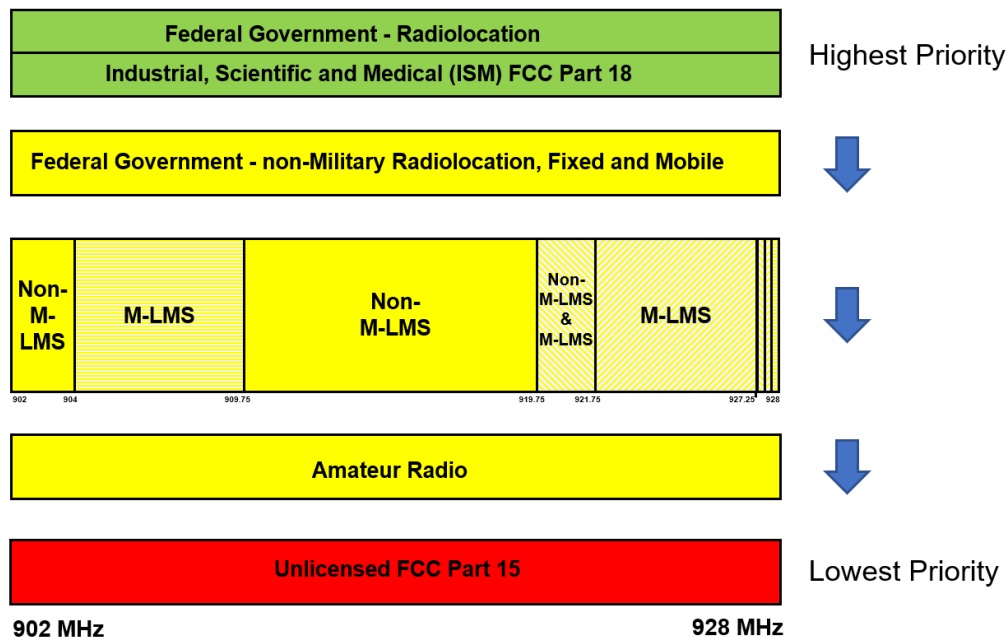 Federal Government - Radiolocation
Highest Priority
Industrial, Scientific and Medical (ISM) FCC Part 18
Federal Government - non-Military Radiolocation, Fixed and Mobile
Non-
M-
LMS
M-LMS
Non-
M-LMS
Non-
M-LMS
&
M-LMS
M-LMS
902
904
909.75
919.75
921.75
927.25
928
Amateur Radio
Unlicensed FCC Part 15
Lowest Priority
902 MHz
928 MHz